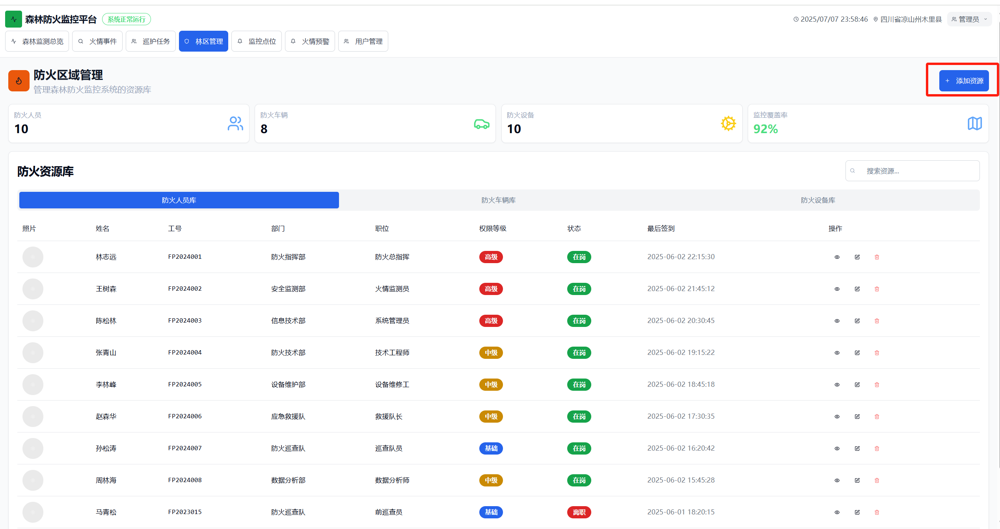 森林防火监控平台 系统正常运行 2025/07/07 23:58:46 四川省凉山州木里县 管理员
森林监测总览 火情事件 巡护任务 林区管理 监控点位 火情预警 用户管理
防火区域管理
管理森林防火监控系统的资源库
添加资源
防火人员 防火车辆 防火设备 监控覆盖率
10 8 10 92%
防火资源库 搜索资源...
防火人员库 防火车辆库 防火设备库
照片 姓名 工号 部门 职位 权限等级 状态 最后签到 操作
林志远 FP2024001 防火指挥部 防火总指挥 高级 在岗 2025-06-02 22:15:30
王树森 FP2024002 安全监测部 火情监测员 高级 在岗 2025-06-02 21:45:12
陈松林 FP2024003 信息技术部 系统管理员 高级 在岗 2025-06-02 20:30:45
张青山 FP2024004 防火技术部 技术工程师 中级 在岗 2025-06-02 19:15:22
李林峰 FP2024005 设备维护部 设备维修工 中级 在岗 2025-06-02 18:45:18
赵森华 FP2024006 应急救援队 救援队长 中级 在岗 2025-06-02 17:30:35
孙松涛 FP2024007 防火巡查队 巡查队员 基础 在岗 2025-06-02 16:20:42
周林海 FP2024008 数据分析部 数据分析师 中级 在岗 2025-06-02 15:45:28
马青松 FP2023015 防火巡查队 前巡查员 基础 离职 2025-06-01 18:20:15